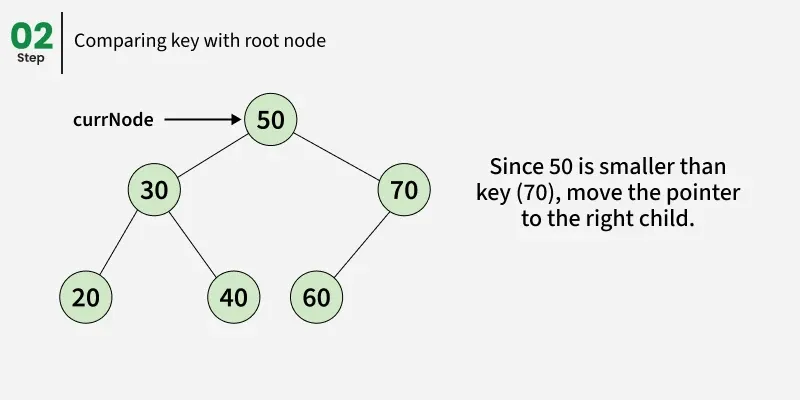 02
Step
Comparing key with root node
currNode
50
30
70
20
40
60
Since 50 is smaller than
key (70), move the pointer
to the right child.